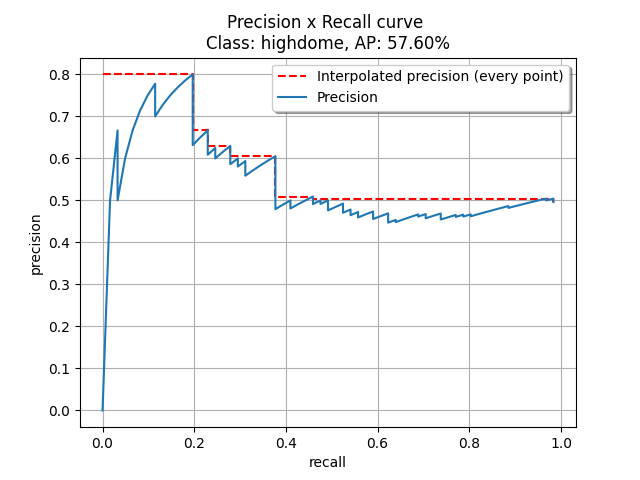 Precision x Recall curve
Class: highdome, AP: 57.60%
Interpolated precision (every point)
Precision
0.8
0.7
0.6
0.5
0.4
0.3
0.2
0.1
0.0
precision
0.0 0.2 0.4 0.6 0.8 1.0
recall